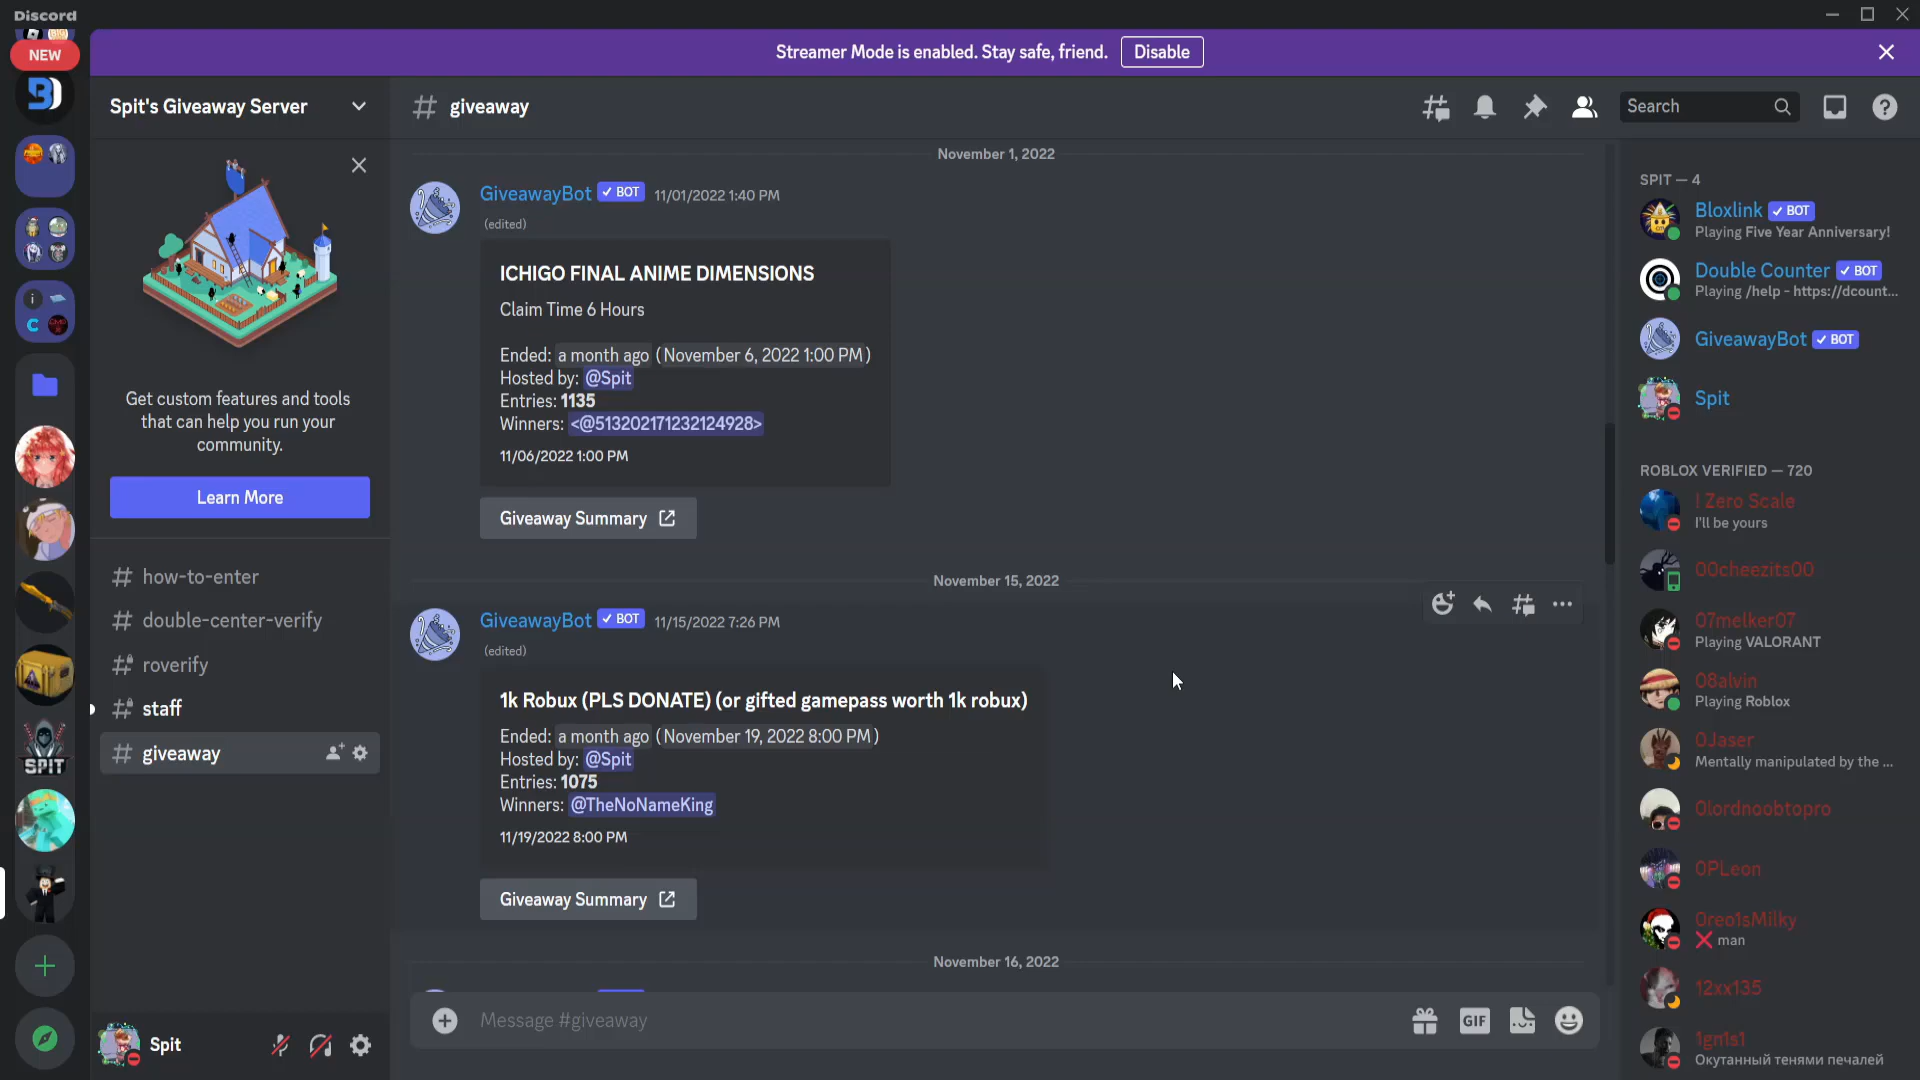 Discord
NEW
Streamer Mode is enabled. Stay safe, friend.
Disable
Spit's Giveaway Server
giveaway
Search
Get custom features and tools
that can help you run your
community.
Learn More
how-to-enter
double-center-verify
roverify
staff
giveaway
SPIT
Spit
November 1, 2022
GiveawayBot ✓ BOT 11/01/2022 1:40 PM
(edited)
ICHIGO FINAL ANIME DIMENSIONS
Claim Time 6 Hours
Ended: a month ago (November 6, 2022 1:00 PM)
Hosted by: @Spit
Entries: 1135
Winners: <@513202171232124928>
11/06/2022 1:00 PM
Giveaway Summary
November 15, 2022
GiveawayBot ✓ BOT 11/15/2022 7:26 PM
(edited)
1k Robux (PLS DONATE) (or gifted gamepass worth 1k robux)
Ended: a month ago (November 19, 2022 8:00 PM)
Hosted by: @Spit
Entries: 1075
Winners: @TheNoNameKing
11/19/2022 8:00 PM
Giveaway Summary
November 16, 2022
Message #giveaway
GIF
SPIT — 4
Bloxlink ✓ BOT
Playing Five Year Anniversary!
Double Counter ✓ BOT
Playing /help - https://dcount...
GiveawayBot ✓ BOT
Spit
ROBLOX VERIFIED — 720
! Zero Scale
I'll be yours
00cheezits00
07melker07
Playing VALORANT
08alvin
Playing Roblox
0Jaser
Mentally manipulated by the ...
0lordnoobtopro
0PLeon
0reo1sMilky
❌ man
12xx135
1gn1s1
Окутанный тенями печалей